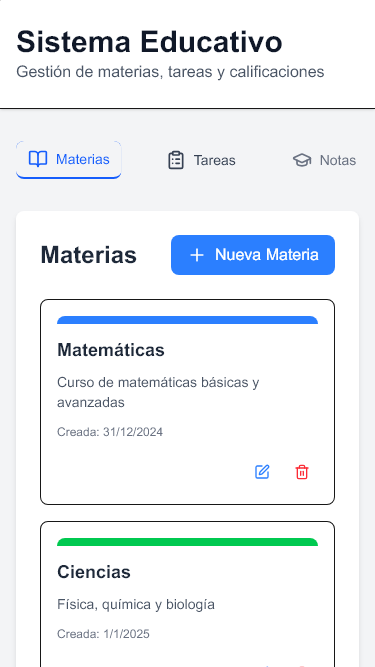 Sistema Educativo
Gestión de materias, tareas y calificaciones
Materias
Tareas
Notas
Materias
Nueva Materia
Matemáticas
Curso de matemáticas básicas y
avanzadas
Creada: 31/12/2024
Ciencias
Física, química y biología
Creada: 1/1/2025